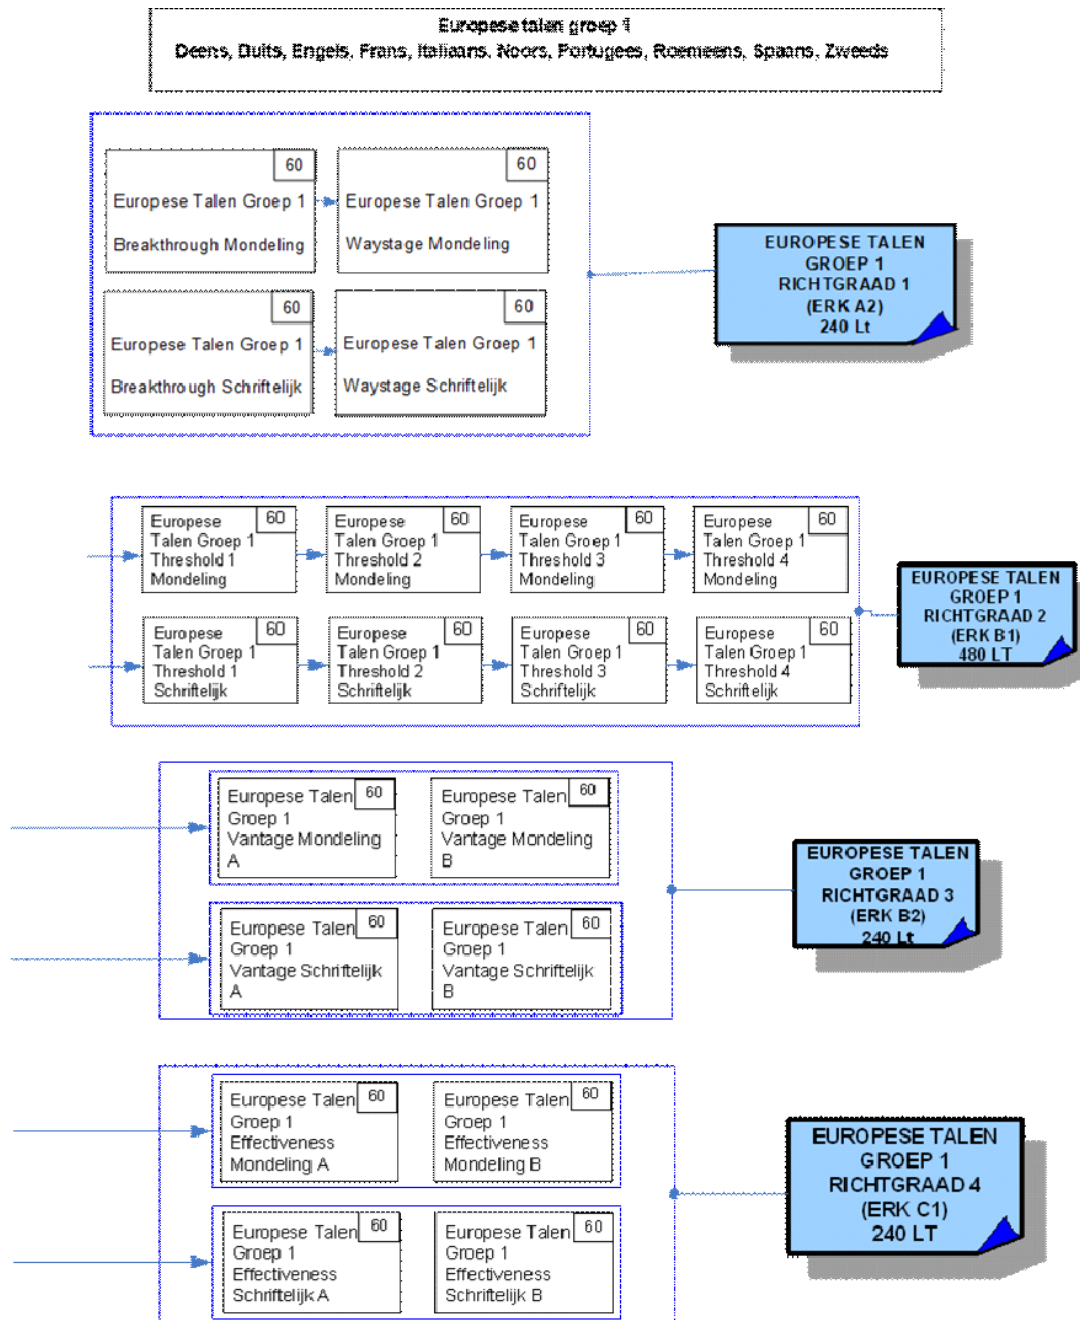 Europese talen groep 1
Deens, Duits, Engels, Frans, Italiaans, Noors, Portugees, Roemeens, Spaans, Zweeds
60
Europese Talen Groep 1
Breakthrough Mondeling
60
Europese Talen Groep 1
Waystage Mondeling
60
Europese Talen Groep 1
Breakthrough Schriftelijk
60
Europese Talen Groep 1
Waystage Schriftelijk
EUROPESE TALEN
GROEP 1
RICHTGRAAD 1
(ERK A2)
240 Lt
60
Europese
Talen Groep 1
Threshold 1
Mondeling
60
Europese
Talen Groep 1
Threshold 2
Mondeling
60
Europese
Talen Groep 1
Threshold 3
Mondeling
60
Europese
Talen Groep 1
Threshold 4
Mondeling
60
Europese
Talen Groep 1
Threshold 1
Schriftelijk
60
Europese
Talen Groep 1
Threshold 2
Schriftelijk
60
Europese
Talen Groep 1
Threshold 3
Schriftelijk
60
Europese
Talen Groep 1
Threshold 4
Schriftelijk
EUROPESE TALEN
GROEP 1
RICHTGRAAD 2
(ERK B1)
480 LT
60
Europese Talen
Groep 1
Vantage Mondeling
A
60
Europese Talen
Groep 1
Vantage Mondeling
B
60
Europese Talen
Groep 1
Vantage Schriftelijk
A
60
Europese Talen
Groep 1
Vantage Schriftelijk
B
EUROPESE TALEN
GROEP 1
RICHTGRAAD 3
(ERK B2)
240 Lt
60
Europese Talen
Groep 1
Effectiveness
Mondeling A
60
Europese Talen
Groep 1
Effectiveness
Mondeling B
60
Europese Talen
Groep 1
Effectiveness
Schriftelijk A
60
Europese Talen
Groep 1
Effectiveness
Schriftelijk B
EUROPESE TALEN
GROEP 1
RICHTGRAAD 4
(ERK C1)
240 LT